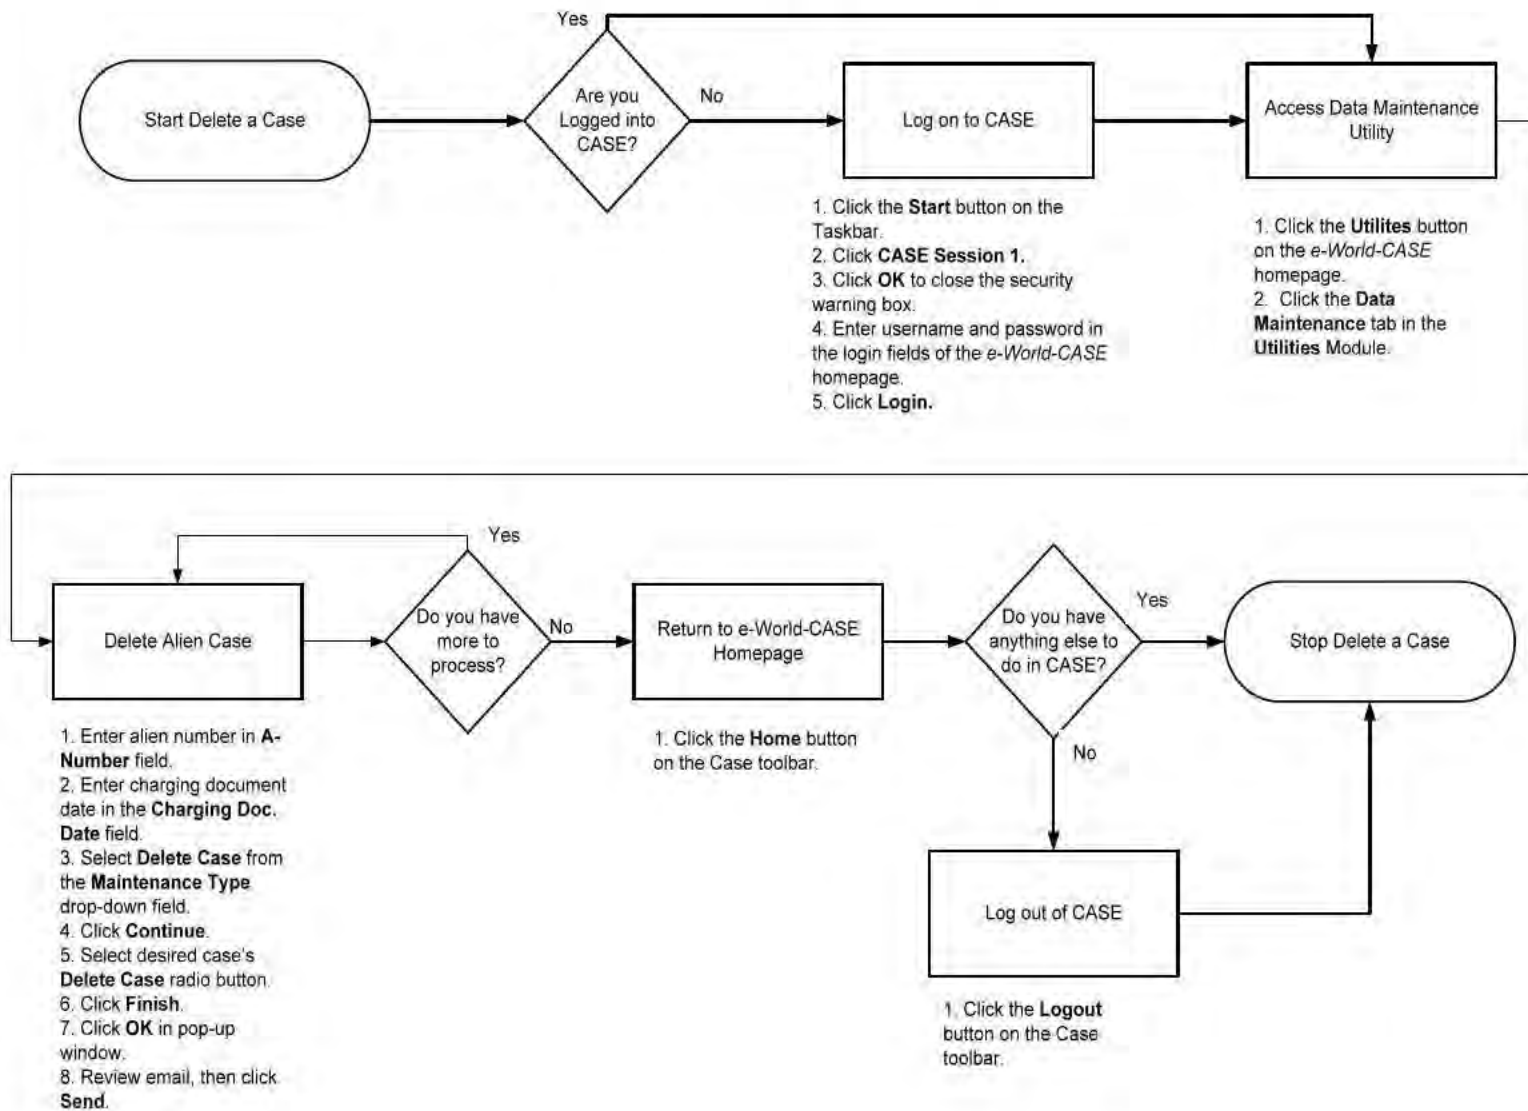 Yes
Start Delete a Case
Are you
Logged into
CASE?
No
Log on to CASE
Access Data Maintenance
Utility
1. Click the Start button on the
Taskbar.
2. Click CASE Session 1.
3. Click OK to close the security
warning box.
4. Enter username and password in
the login fields of the e-World-CASE
homepage.
5. Click Login.
1. Click the Utilites button
on the e-World-CASE
homepage.
2. Click the Data
Maintenance tab in the
Utilities Module.
Yes
Delete Alien Case
Do you have
more to
process?
No
Return to e-World-CASE
Homepage
Do you have
anything else to
do in CASE?
Yes
Stop Delete a Case
No
1. Enter alien number in A-
Number field.
2. Enter charging document
date in the Charging Doc.
Date field.
3. Select Delete Case from
the Maintenance Type
drop-down field.
4. Click Continue.
5. Select desired case's
Delete Case radio button.
6. Click Finish.
7. Click OK in pop-up
window.
8. Review email, then click
Send.
1. Click the Home button
on the Case toolbar.
Log out of CASE
1. Click the Logout
button on the Case
toolbar.